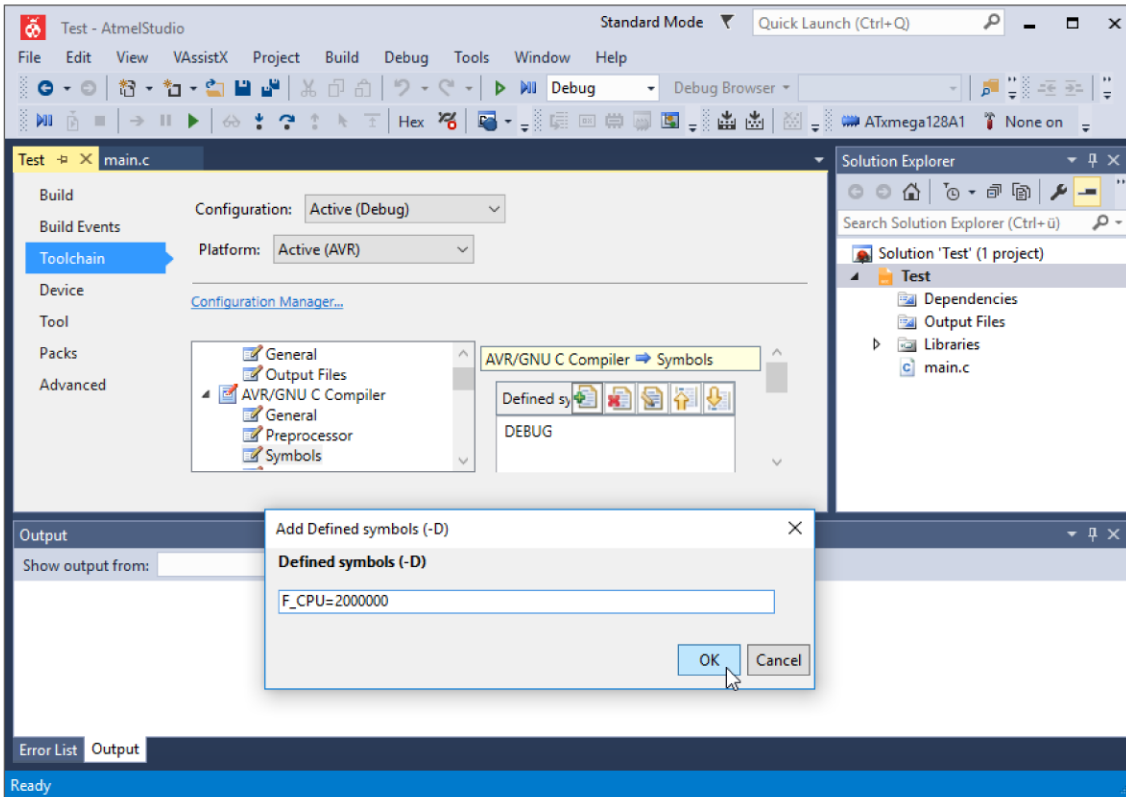 Test - AtmelStudio
Standard Mode
Quick Launch (Ctrl+Q)
File Edit View VAssistX Project Build Debug Tools Window Help
Debug
Debug Browser
Hex
ATxmega128A1
None on
Test
main.c
Build
Build Events
Toolchain
Device
Tool
Packs
Advanced
Configuration: Active (Debug)
Platform: Active (AVR)
Configuration Manager...
General
Output Files
AVR/GNU C Compiler
General
Preprocessor
Symbols
AVR/GNU C Compiler Symbols
Defined sy
DEBUG
Solution Explorer
Search Solution Explorer (Ctrl+ü)
Solution 'Test' (1 project)
Test
Dependencies
Output Files
Libraries
main.c
Output
Show output from:
Add Defined symbols (-D)
Defined symbols (-D)
F_CPU=2000000
OK Cancel
Error List Output
Ready